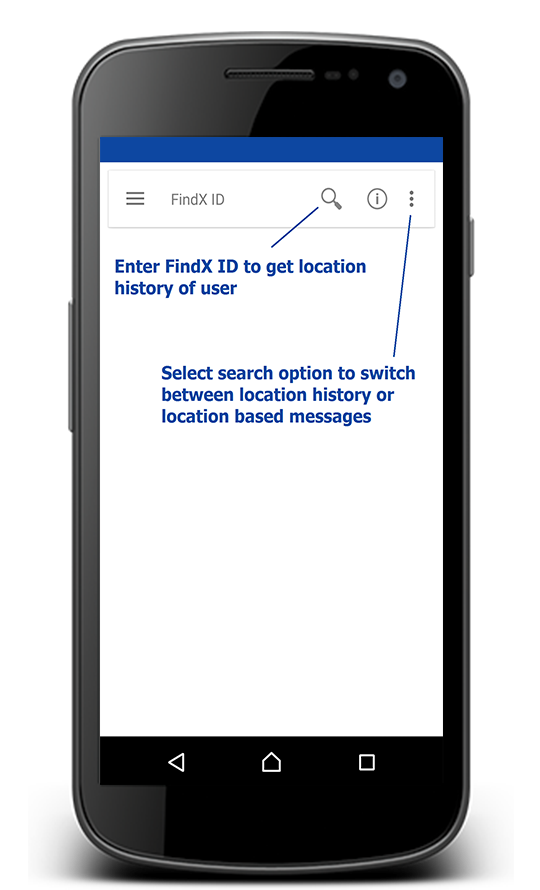 FindX ID
Enter FindX ID to get location
history of user
Select search option to switch
between location history or
location based messages